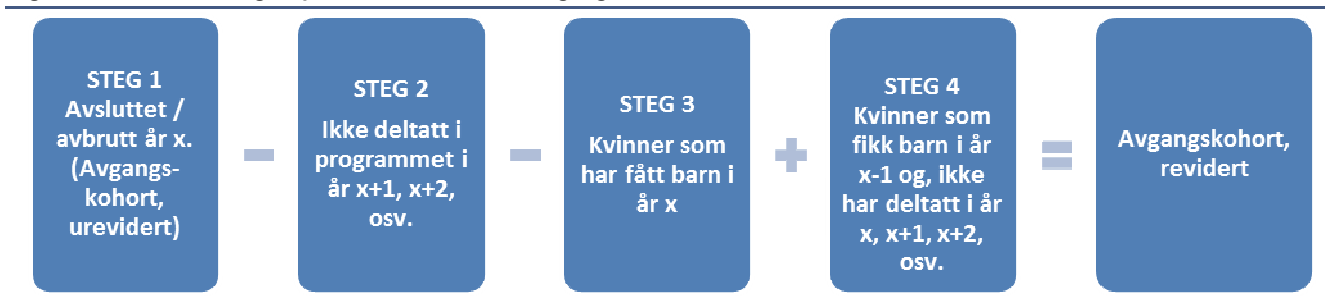 STEG 1
Avsluttet /
avbrutt år x.
(Avgangs-
kohort,
urevidert)
STEG 2
Ikke deltatt i
programmet i
år x+1, x+2,
osv.
STEG 3
Kvinner som
har fått barn i
år x
STEG 4
Kvinner som
fikk barn i år
x-1 og, ikke
har deltatt i år
x, x+1, x+2,
osv.
Avgangskohort,
revidert